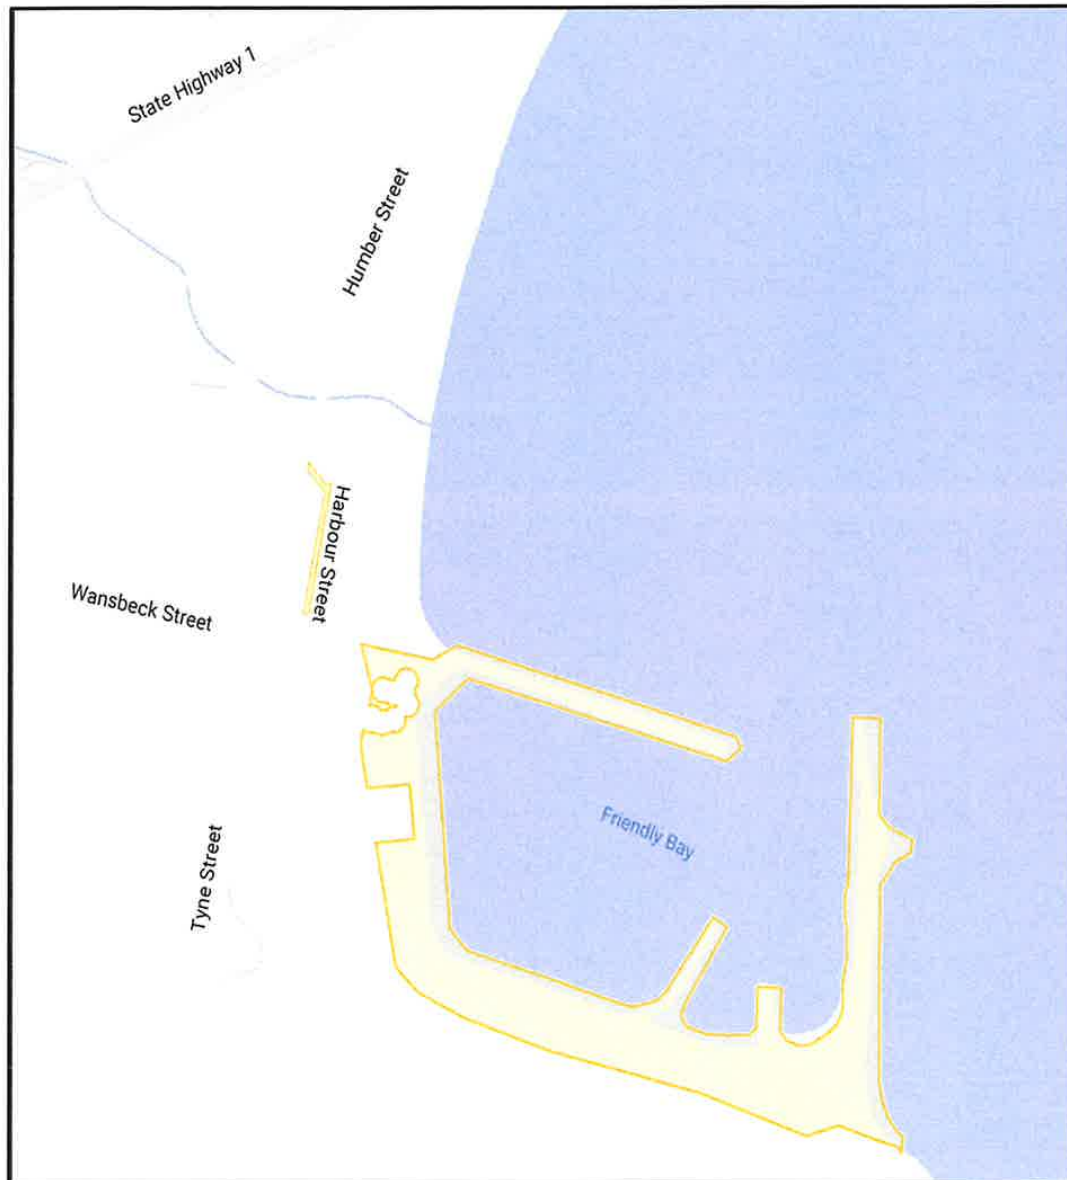 State Highway 1
Humber Street
Harbour Street
Wansbeck Street
Friendly Bay
Tyne Street